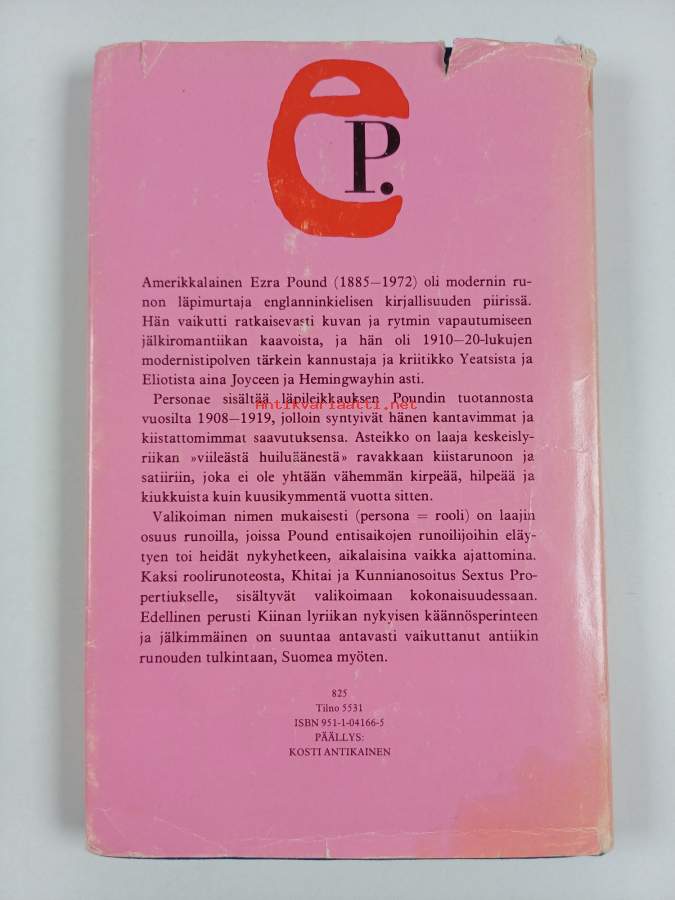 e
P.
Amerikkalainen Ezra Pound (1885—1972) oli modernin ru-
non läpimurtaja englanninkielisen kirjallisuuden piirissä.
Hän vaikutti ratkaisevasti kuvan ja rytmin vapautumiseen
jälkiromantiikan kaavoista, ja hän oli 1910—20-lukujen
modernistipolven tärkein kannustaja ja kriitikko Yeatsista ja
Eliotista aina Joyceen ja Hemingwayhin asti.
Personae sisältää läpileikkauksen Poundin tuotannosta
Antikvariaatti.net
vuosilta 1908—1919, jolloin syntyivät hänen kantavimmat ja
kiistattomimmat saavutuksensa. Asteikko on laaja keskeisly-
riikan »viileästä huiluäänestä» ravakkaan kiistarunoon ja
satiiriin, joka ei ole yhtään vähemmän kirpeää, hilpeää ja
kiukkuista kuin kuusikymmentä vuotta sitten.
Valikoiman nimen mukaisesti (persona = rooli) on laajin
osuus runoilla, joissa Pound entisaikojen runoilijoihin eläy-
tyen toi heidät nykyhetkeen, aikalaisina vaikka ajattomina.
Kaksi roolirunoteosta, Khitai ja Kunnianosoitus Sextus Pro-
pertiukselle, sisältyvät valikoimaan kokonaisuudessaan.
Edellinen perusti Kiinan lyriikan nykyisen käännösperinteen
ja jälkimmäinen on suuntaa antavasti vaikuttanut antiikin
runouden tulkintaan, Suomea myöten.
825
Tilno 5531
ISBN 951-1-04166-5
PÄÄLLYS:
KOSTI ANTIKAINEN